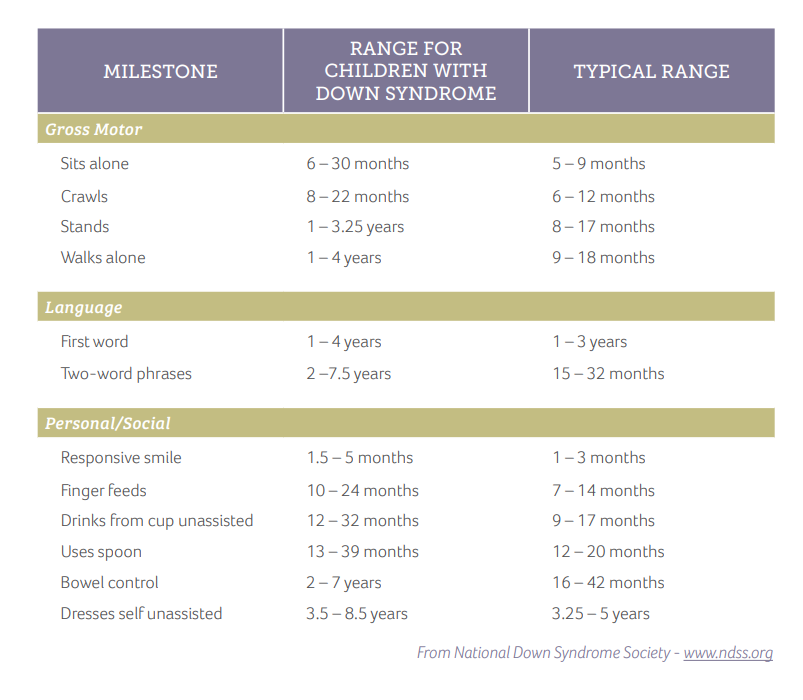 MILESTONE RANGE FOR CHILDREN WITH DOWN SYNDROME TYPICAL RANGE
Gross Motor
Sits alone 6 – 30 months 5 – 9 months
Crawls 8 – 22 months 6 – 12 months
Stands 1 – 3.25 years 8 – 17 months
Walks alone 1 – 4 years 9 – 18 months
Language
First word 1 – 4 years 1 – 3 years
Two-word phrases 2 –7.5 years 15 – 32 months
Personal/Social
Responsive smile 1.5 – 5 months 1 – 3 months
Finger feeds 10 – 24 months 7 – 14 months
Drinks from cup unassisted 12 – 32 months 9 – 17 months
Uses spoon 13 – 39 months 12 – 20 months
Bowel control 2 – 7 years 16 – 42 months
Dresses self unassisted 3.5 – 8.5 years 3.25 – 5 years
From National Down Syndrome Society - www.ndss.org